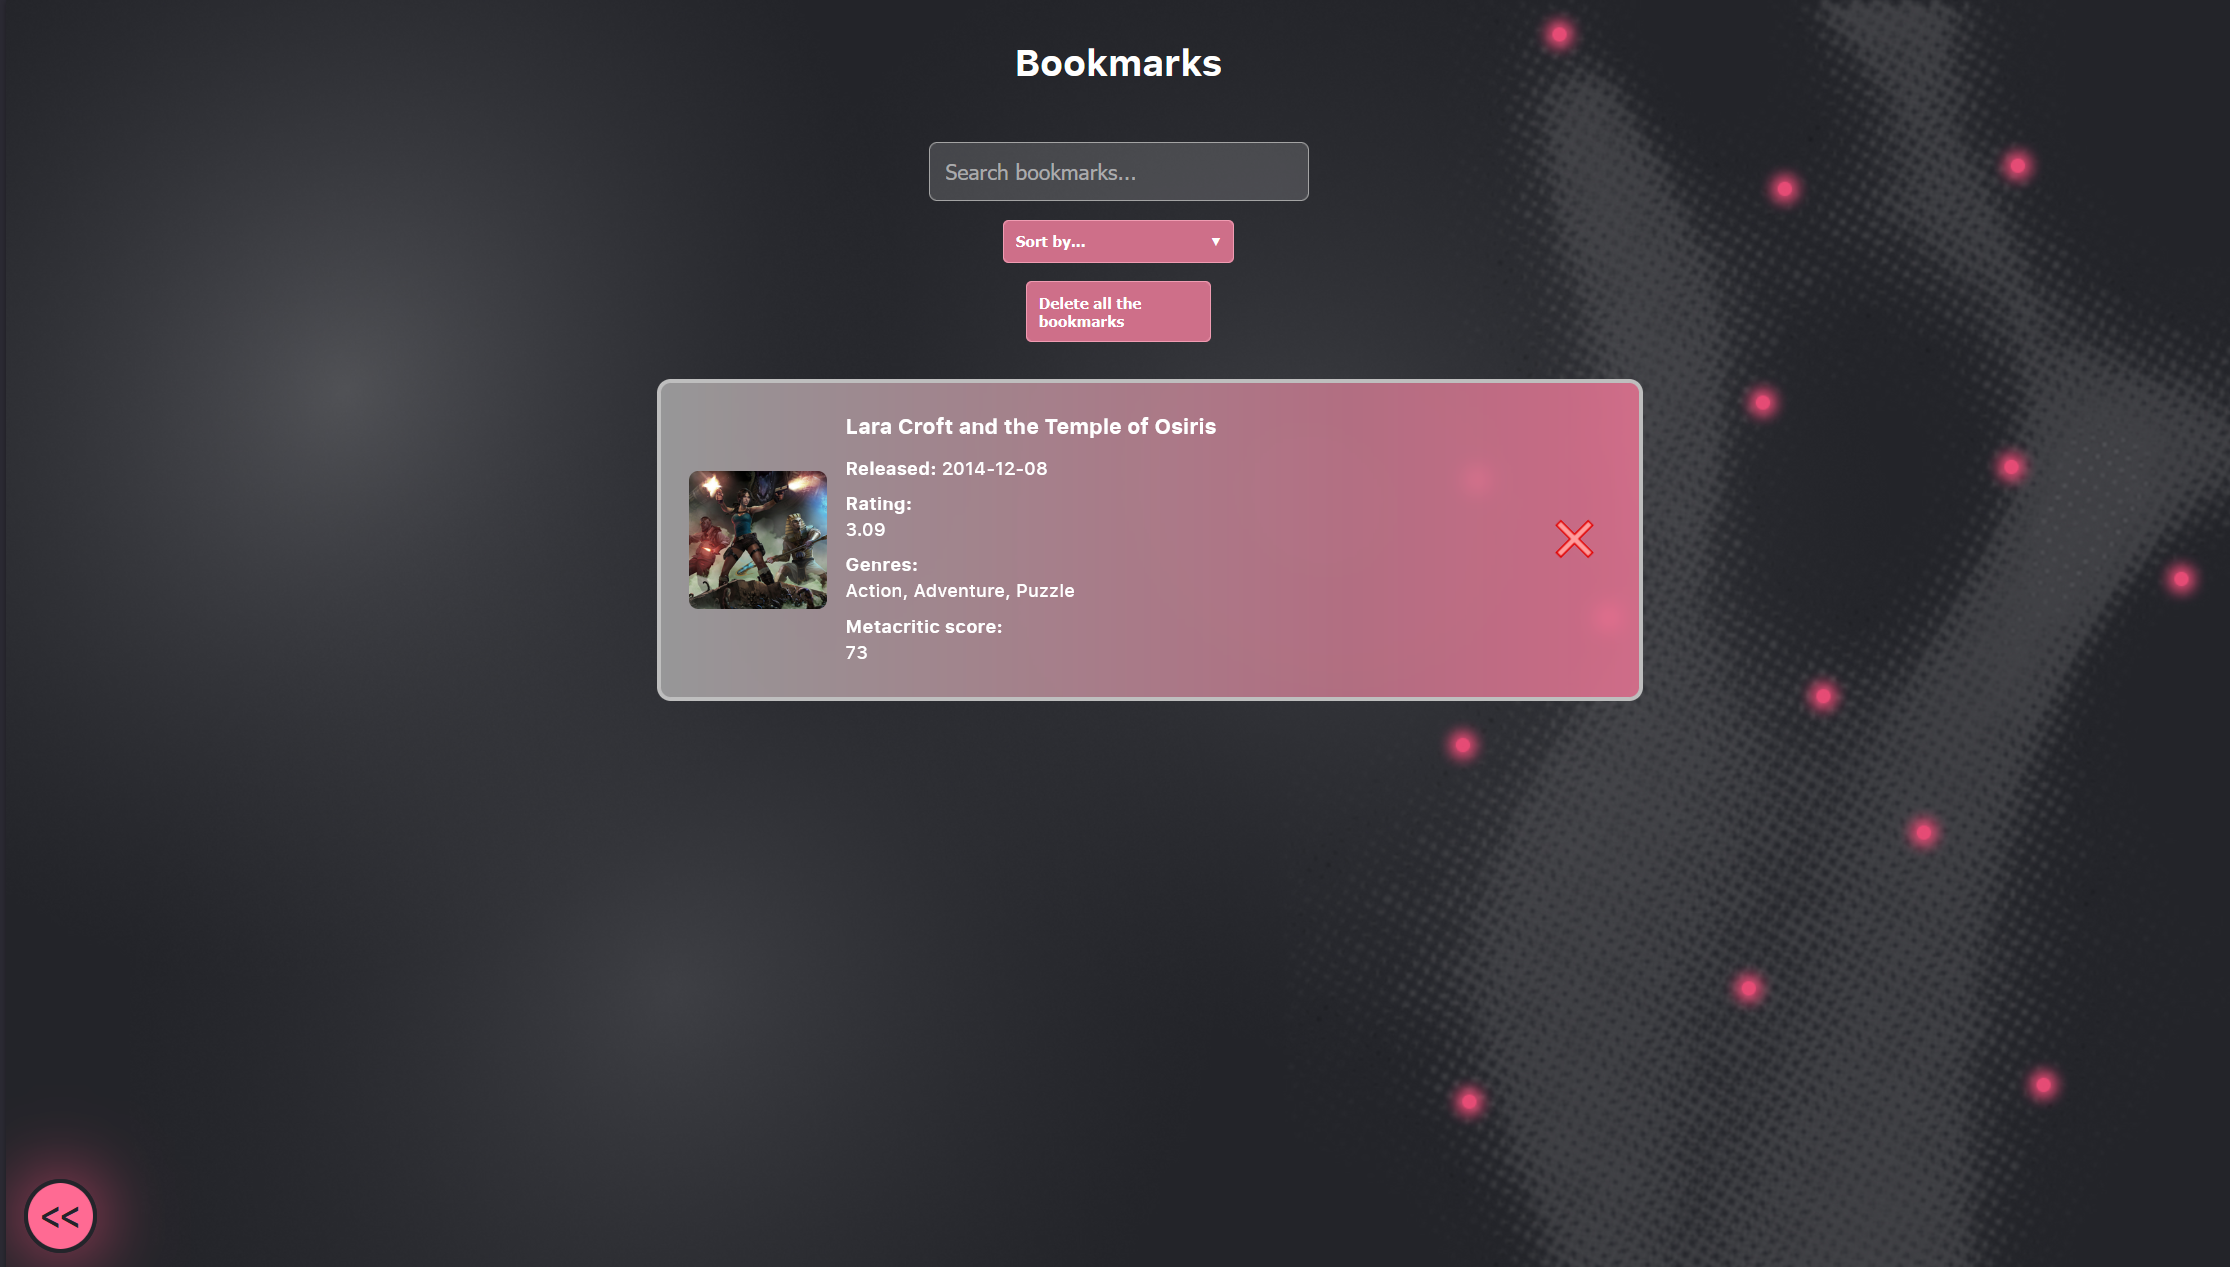 Bookmarks
Search bookmarks...
Sort by...
Delete all the
bookmarks
Lara Croft and the Temple of Osiris
Released: 2014-12-08
Rating:
3.09
Genres:
Action, Adventure, Puzzle
Metacritic score:
73
<<